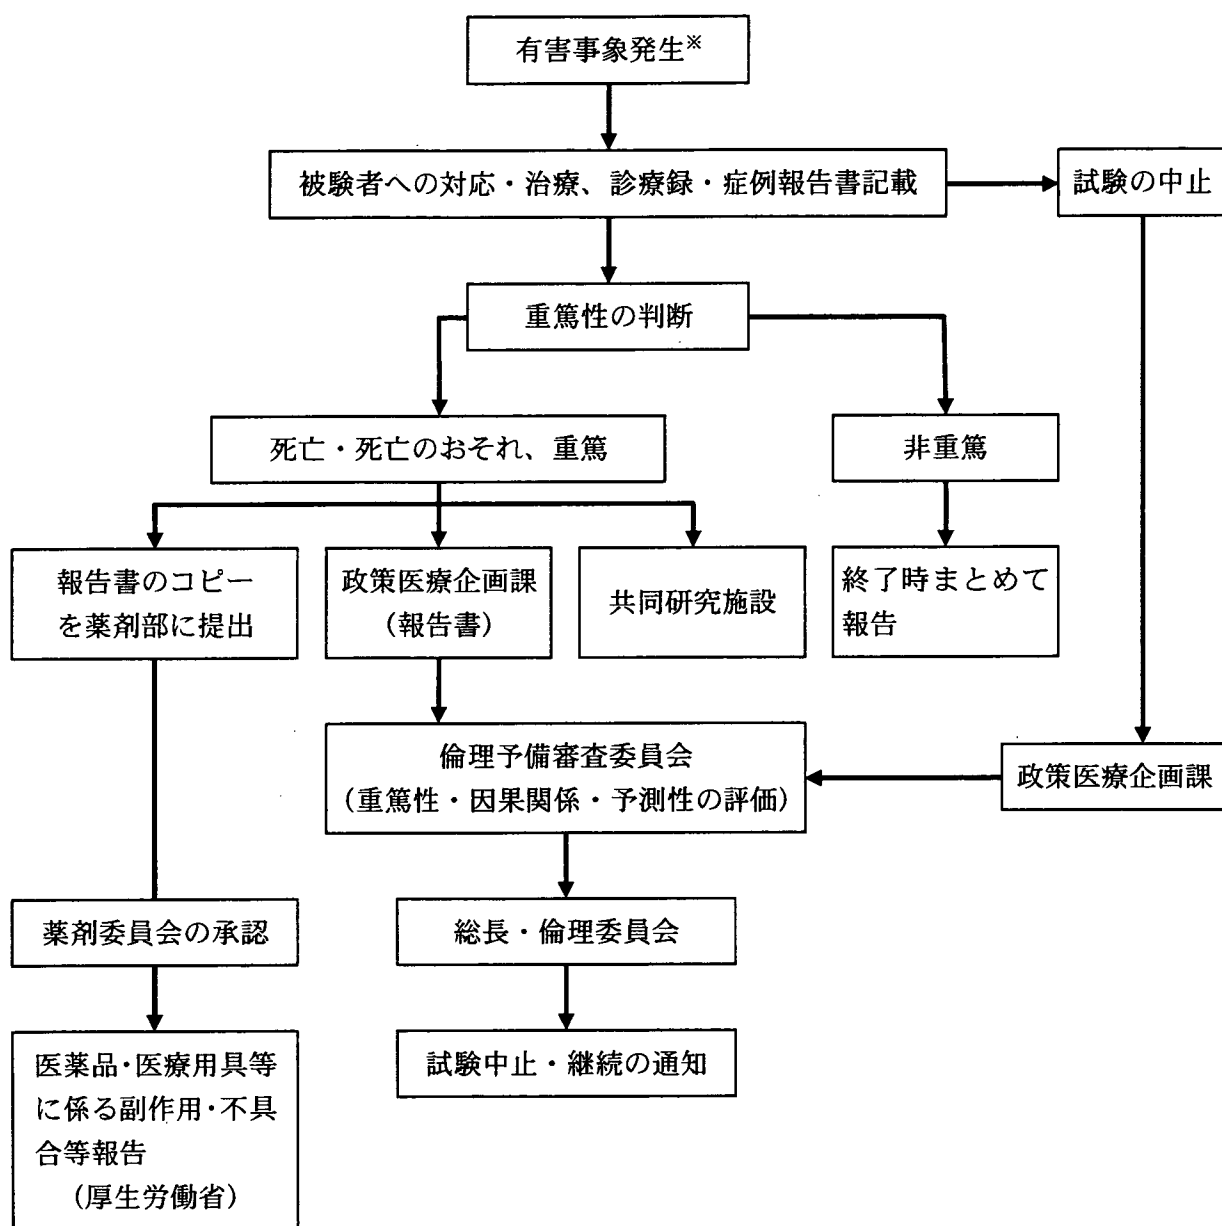 有害事象発生※
被験者への対応・治療、診療録・症例報告書記載
試験の中止
重篤性の判断
死亡・死亡のおそれ、重篤
非重篤
報告書のコピー
を薬剤部に提出
政策医療企画課
（報告書）
共同研究施設
終了時まとめて
報告
倫理予備審査委員会
（重篤性・因果関係・予測性の評価）
政策医療企画課
薬剤委員会の承認
総長・倫理委員会
医薬品・医療用具等
に係る副作用・不具
合等報告
（厚生労働省）
試験中止・継続の通知